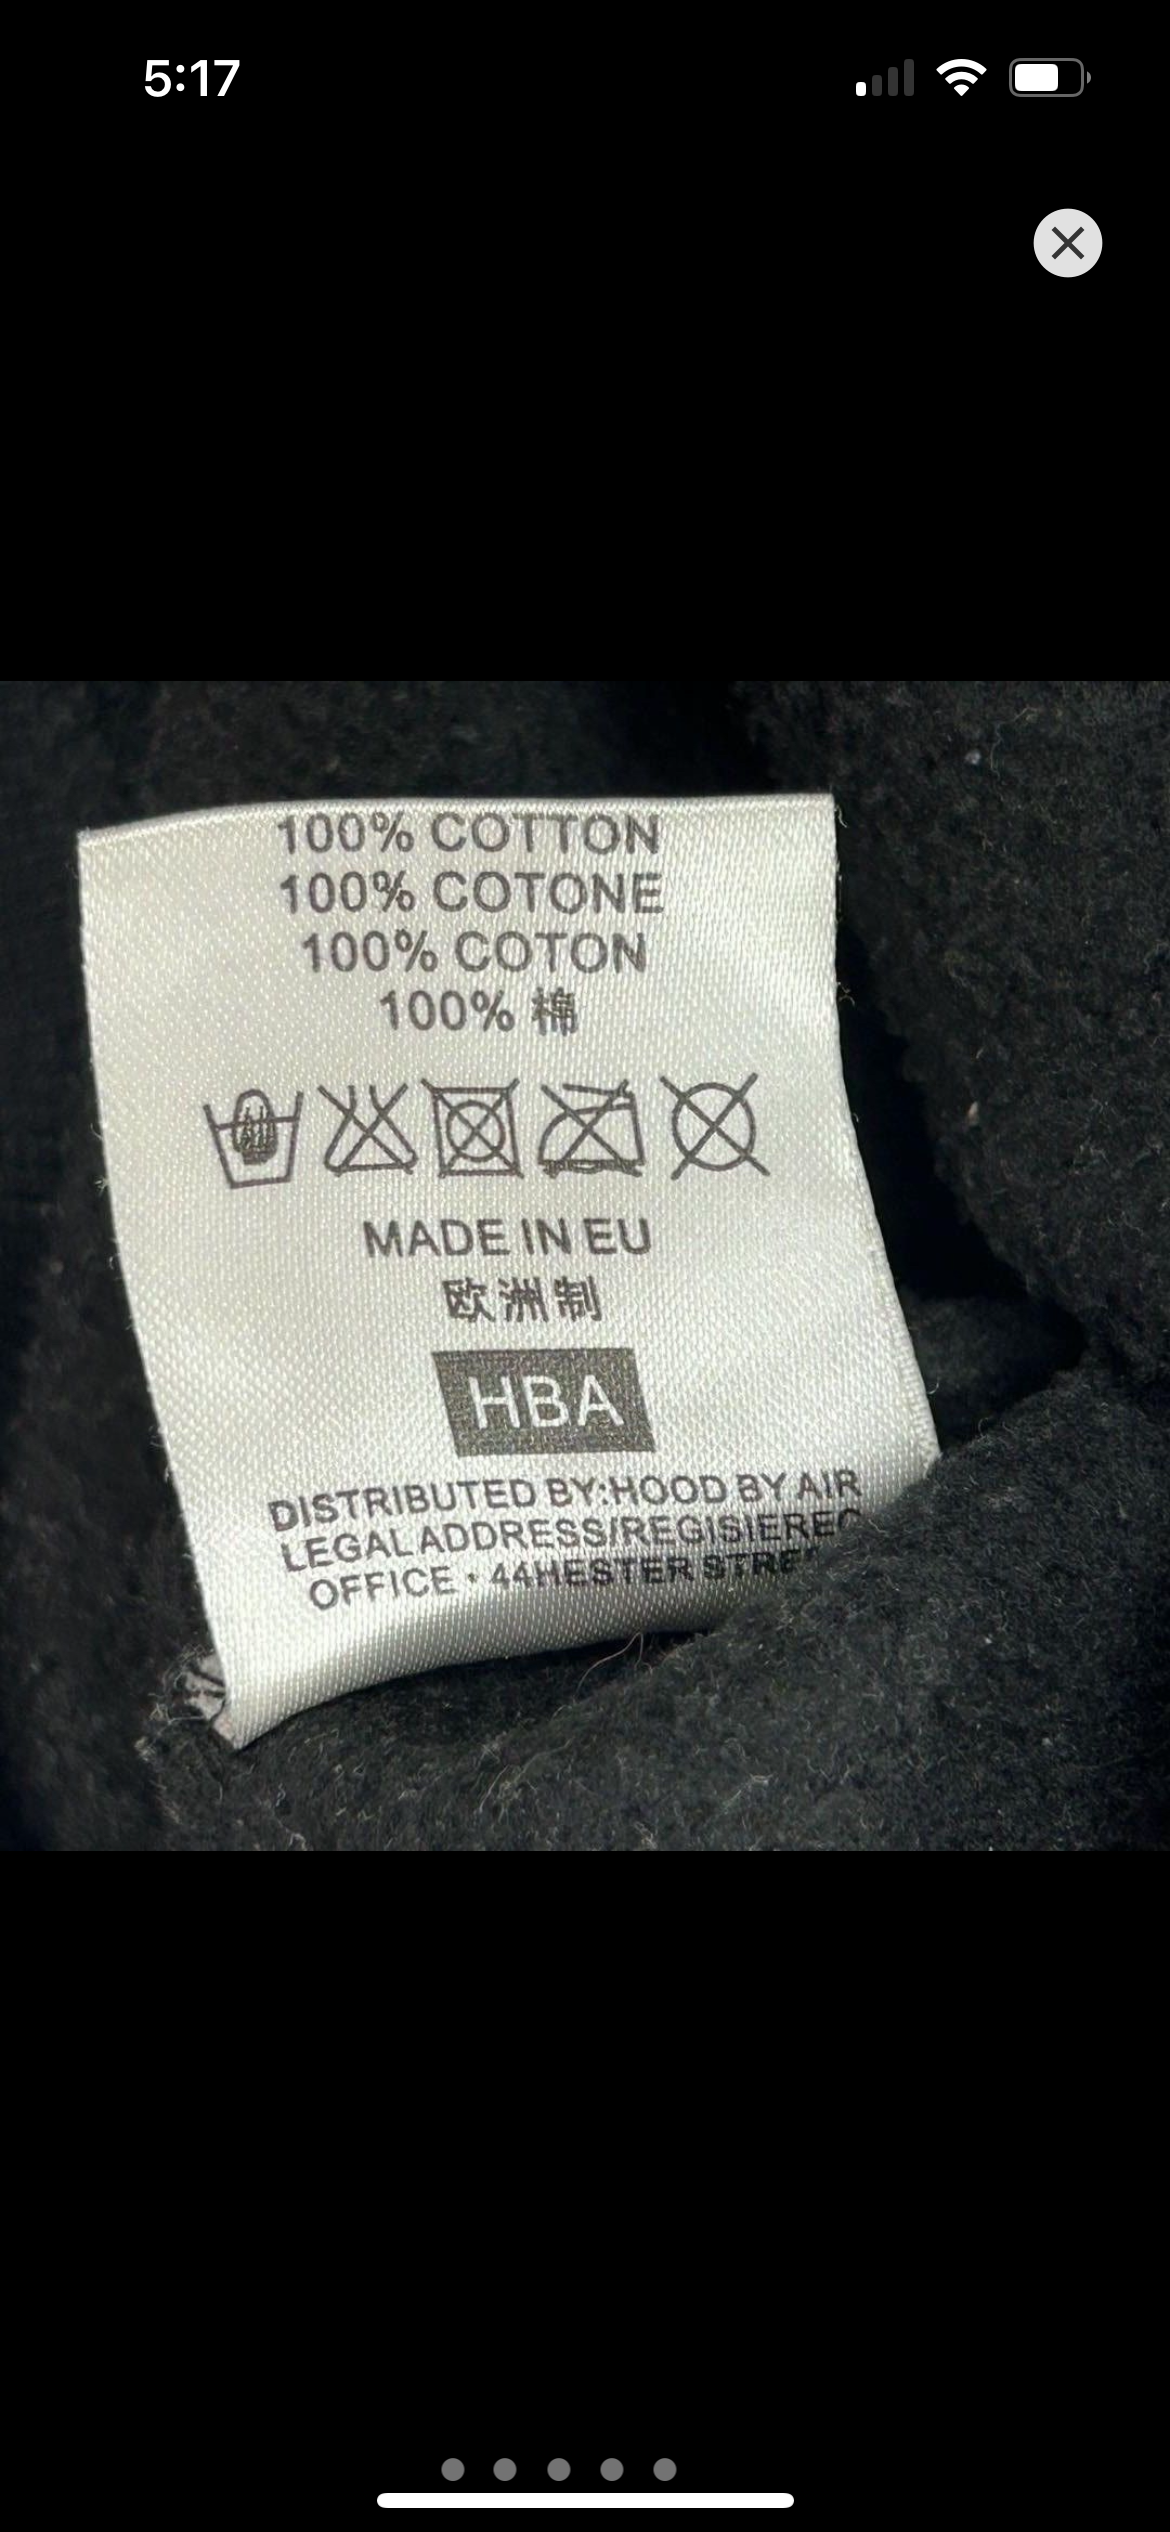 5:17
100% COTTON
100% COTONE
100% COTON
100% 棉
MADE IN EU
欧洲制
HBA
DISTRIBUTED BY:HOOD BY AIR
LEGAL ADDRESS/REGISIEREC
OFFICE · 44HESTER STRE